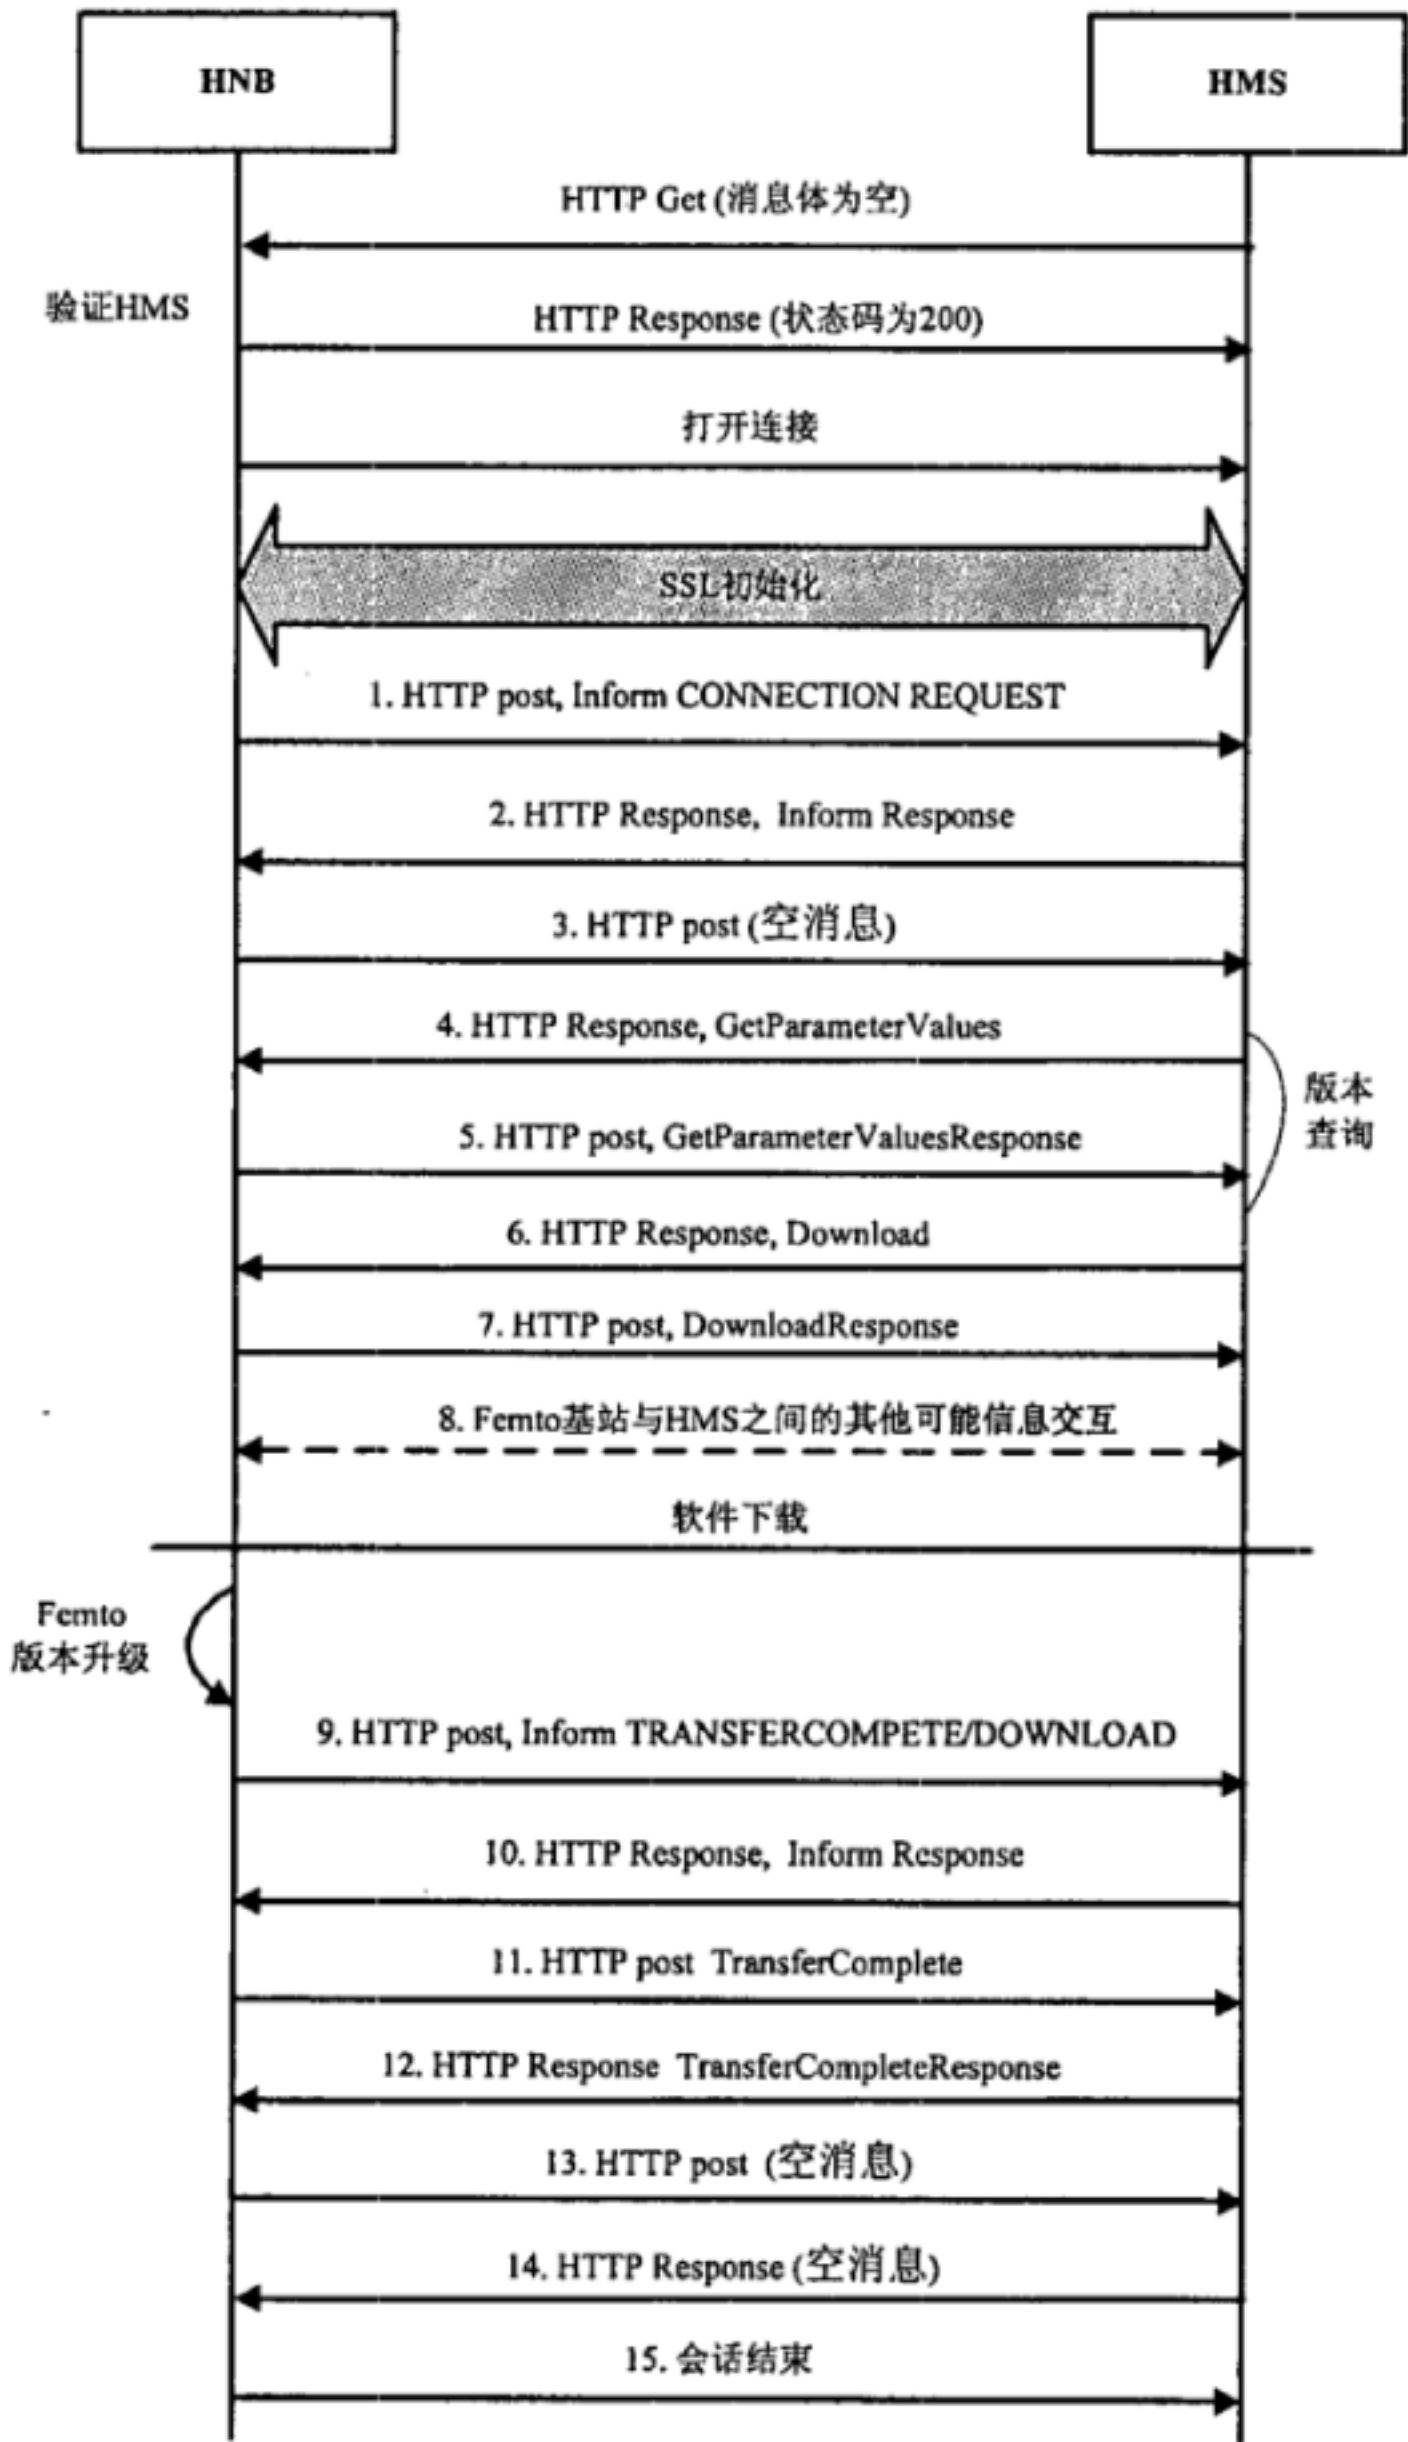 HNB
HMS
HTTP Get (消息体为空)
验证HMS
HTTP Response (状态码为200)
打开连接
SSL初始化
1. HTTP post, Inform CONNECTION REQUEST
2. HTTP Response, Inform Response
3. HTTP post (空消息)
4. HTTP Response, GetParameterValues
版本
查询
5. HTTP post, GetParameterValuesResponse
6. HTTP Response, Download
7. HTTP post, DownloadResponse
8. Femto基站与HMS之间的其他可能信息交互
软件下载
Femto
版本升级
9. HTTP post, Inform TRANSFERCOMPETE/DOWNLOAD
10. HTTP Response, Inform Response
11. HTTP post TransferComplete
12. HTTP Response TransferCompleteResponse
13. HTTP post (空消息)
14. HTTP Response (空消息)
15. 会话结束